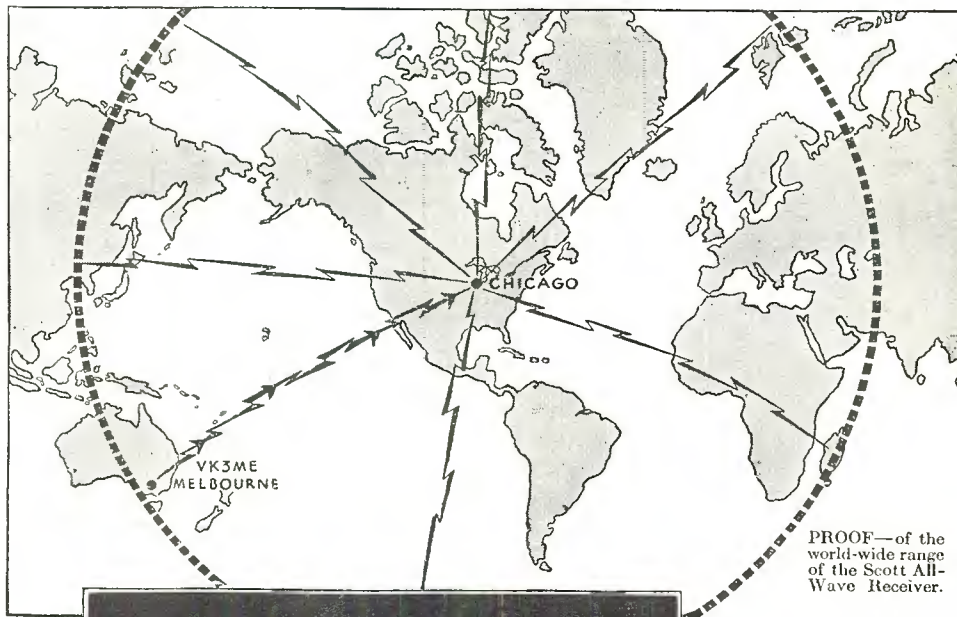 CHICAGO
VK3ME
MELBOURNE
PROOF—of the
world-wide range
of the Scott All-
Wave Receiver.